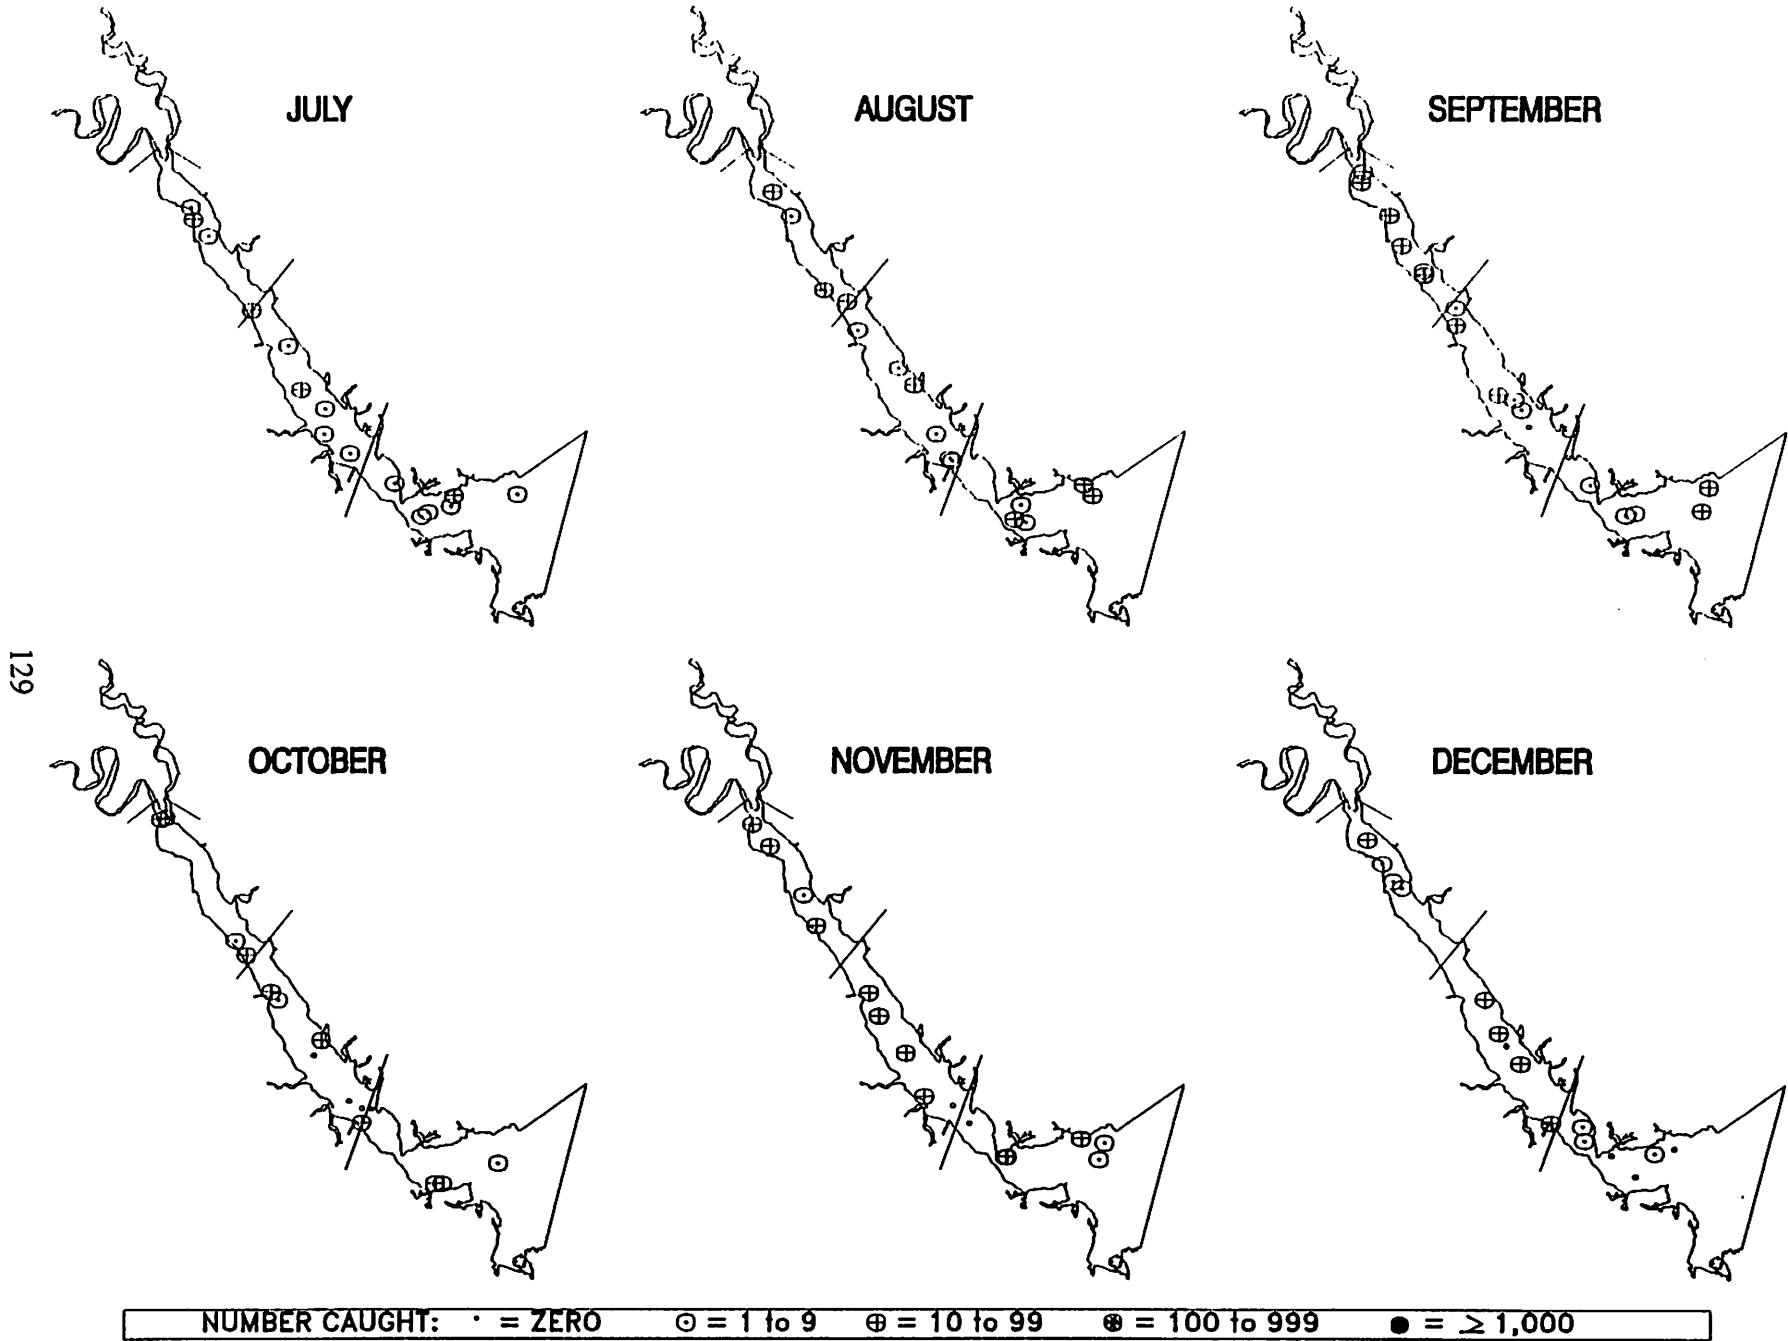 JULY
AUGUST
SEPTEMBER
129
OCTOBER
NOVEMBER
DECEMBER
NUMBER CAUGHT: · = ZERO ⊙ = 1 to 9 ⊕ = 10 to 99 ⊛ = 100 to 999 ● = ≥ 1,000